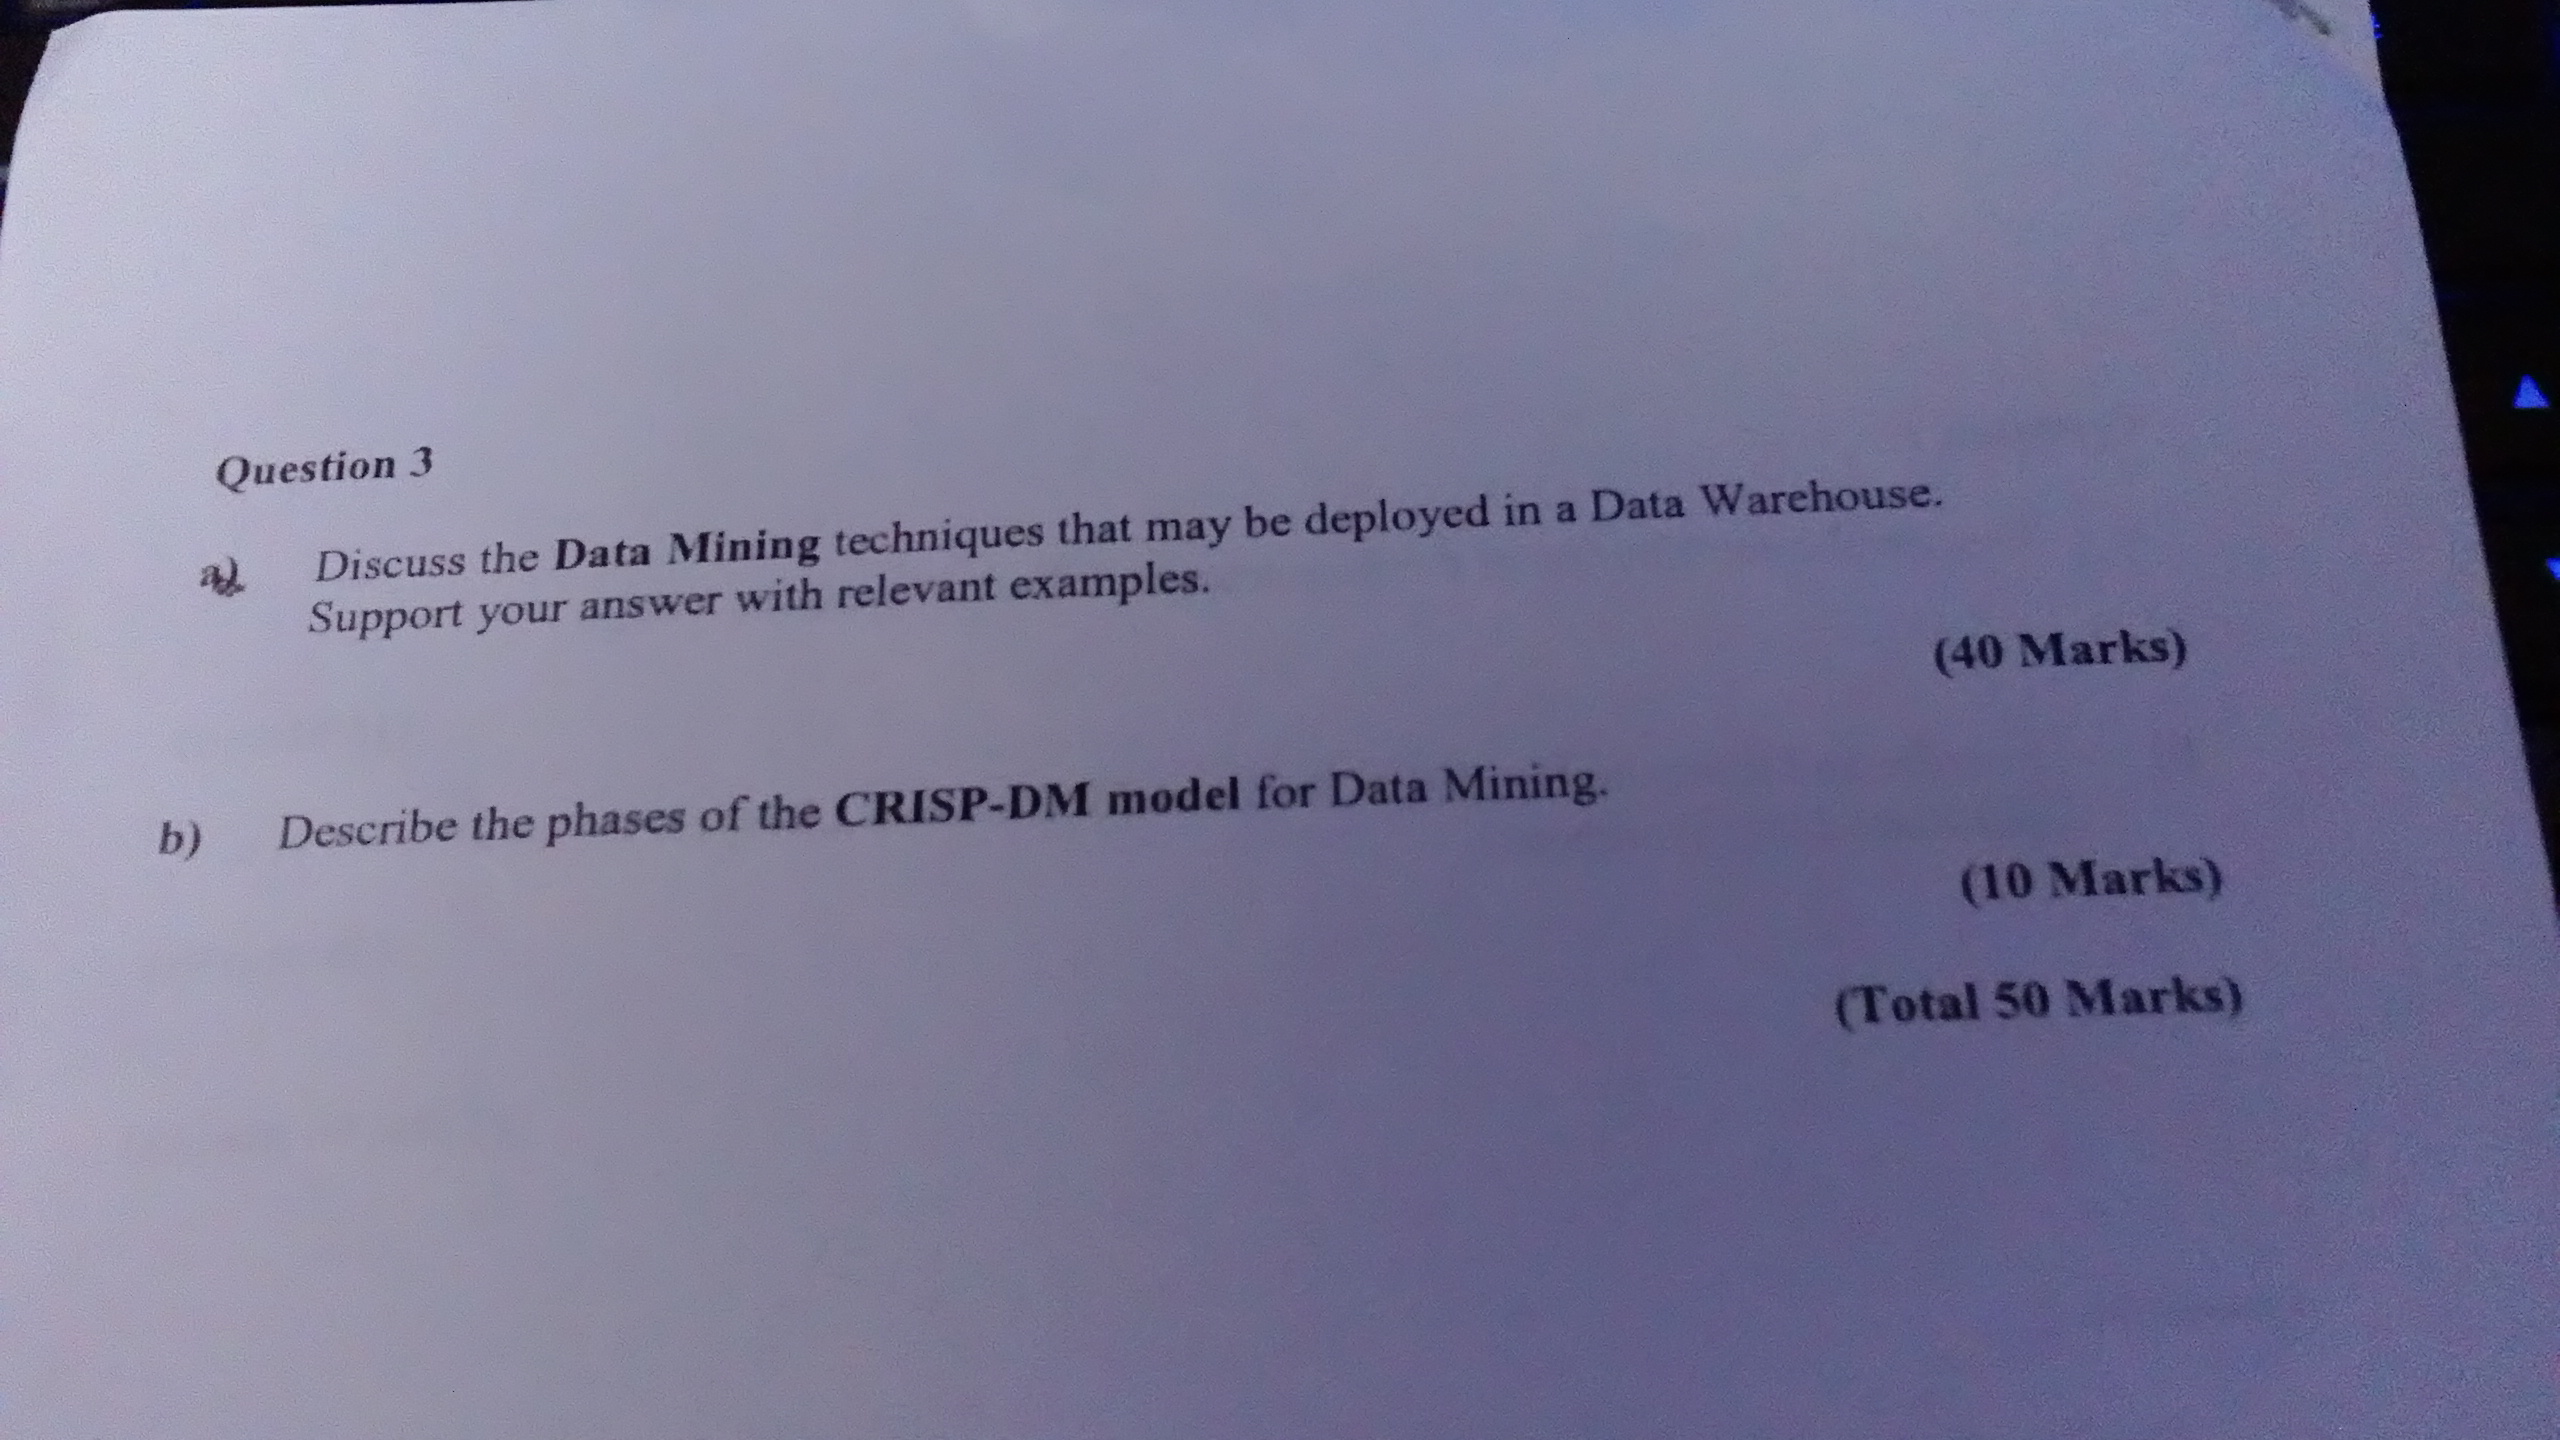 Question 3
a) Discuss the Data Mining techniques that may be deployed in a Data Warehouse.
Support your answer with relevant examples.
(40 Marks)
b) Describe the phases of the CRISP-DM model for Data Mining.
(10 Marks)
(Total 50 Marks)